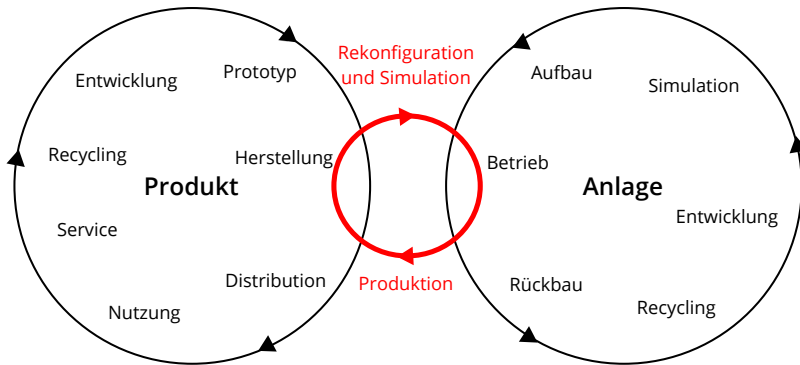 Rekonfiguration
und Simulation
Prototyp
Entwicklung
Recycling
Herstellung
Produkt
Service
Distribution
Nutzung
Produktion
Aufbau
Simulation
Betrieb
Anlage
Entwicklung
Rückbau
Recycling